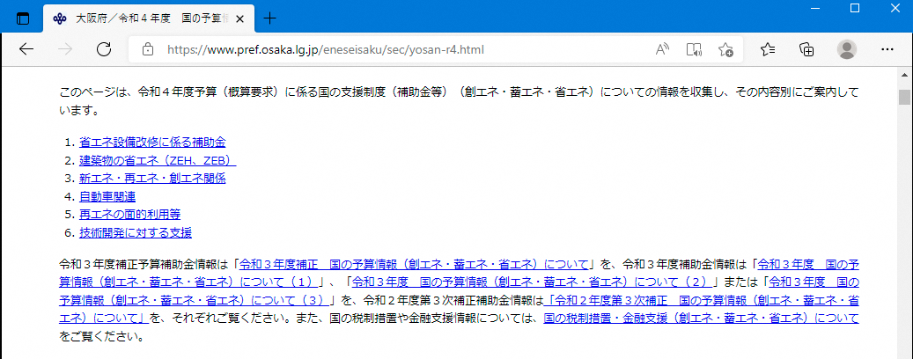 大阪府／令和４年度　国の予算情
https://www.pref.osaka.lg.jp/eneseisaku/sec/yosan-r4.html
このページは、令和４年度予算（概算要求）に係る国の支援制度（補助金等）（創エネ・蓄エネ・省エネ）についての情報を収集し、その内容別にご案内して
います。
1. 省エネ設備改修に係る補助金
2. 建築物の省エネ（ZEH、ZEB）
3. 新エネ・再エネ・創エネ関係
4. 自動車関連
5. 再エネの面的利用等
6. 技術開発に対する支援
令和３年度補正予算補助金情報は「令和３年度補正　国の予算情報（創エネ・蓄エネ・省エネ）について」を、令和３年度補助金情報は「令和３年度　国の予
算情報（創エネ・蓄エネ・省エネ）について（１）」、「令和３年度　国の予算情報（創エネ・蓄エネ・省エネ）について（２）」または「令和３年度　国の
予算情報（創エネ・蓄エネ・省エネ）について（３）」を、令和２年度第３次補正補助金情報は「令和２年度第３次補正　国の予算情報（創エネ・蓄エネ・省
エネ）について」を、それぞれご覧ください。また、国の税制措置や金融支援情報については、国の税制措置・金融支援（創エネ・蓄エネ・省エネ）について
をご覧ください。